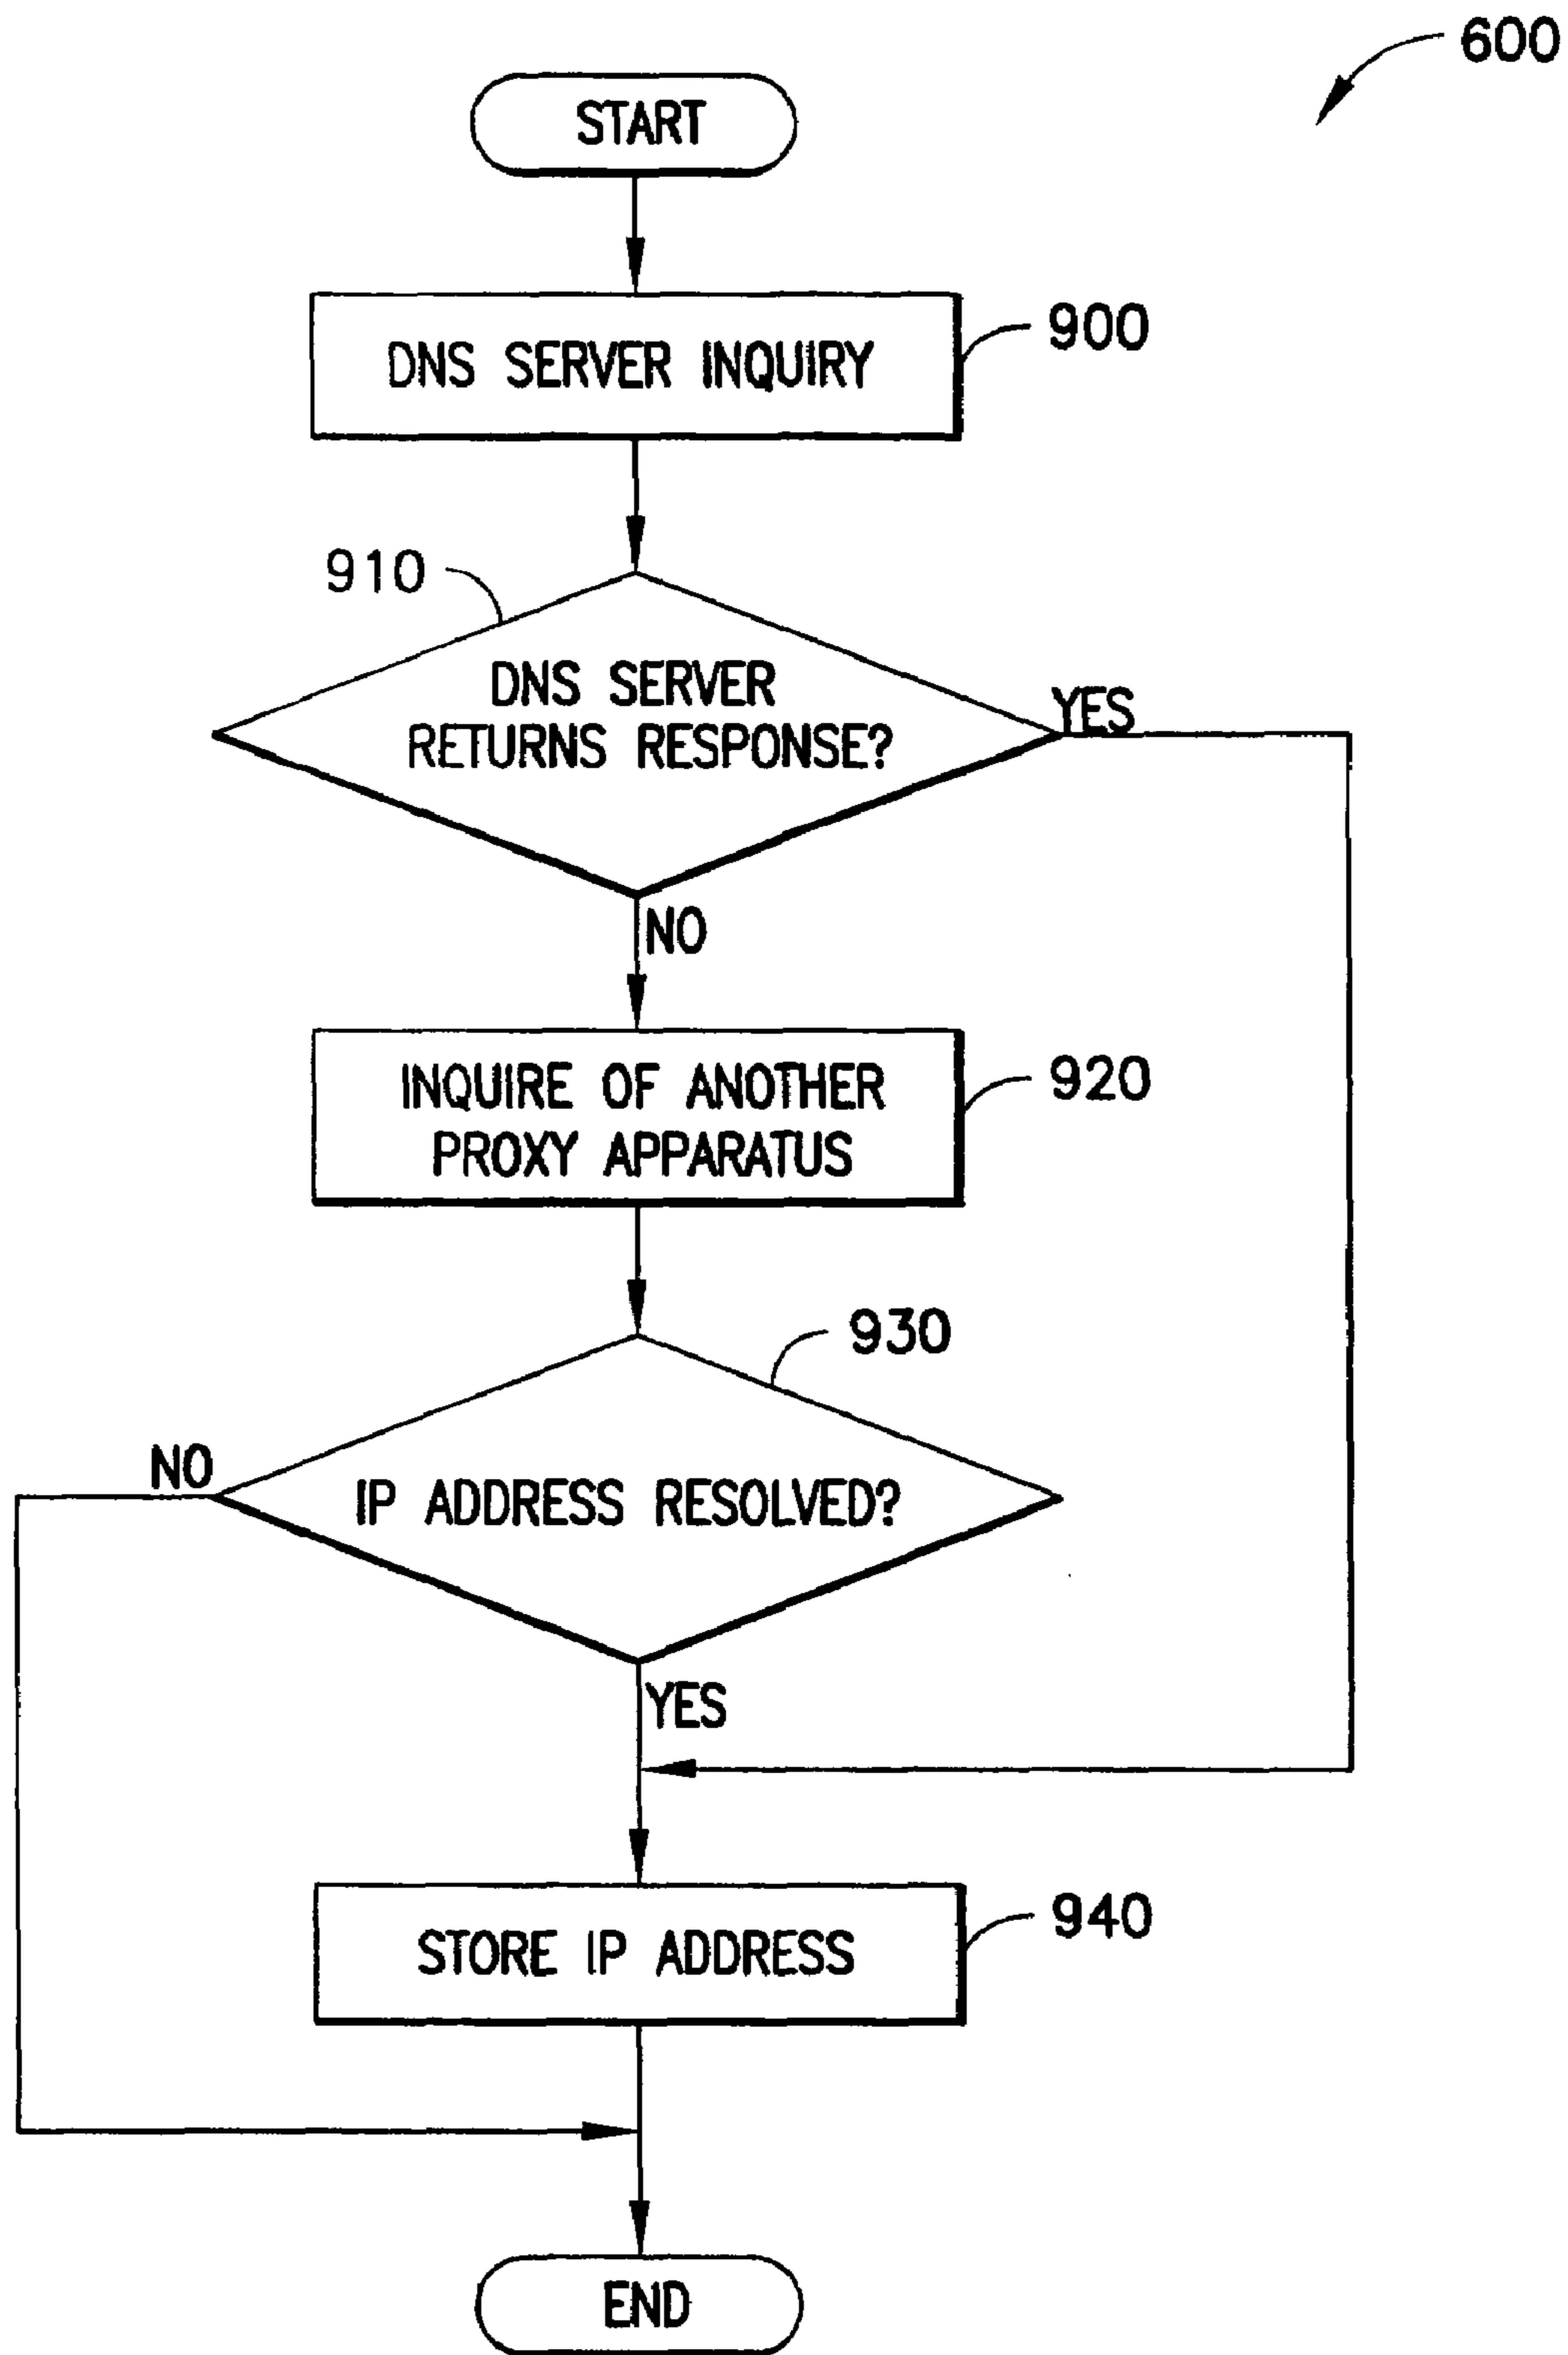 600
START
DNS SERVER INQUIRY
900
910
DNS SERVER
RETURNS RESPONSE?
YES
NO
INQUIRE OF ANOTHER
PROXY APPARATUS
920
930
NO
IP ADDRESS RESOLVED?
YES
STORE IP ADDRESS
940
END